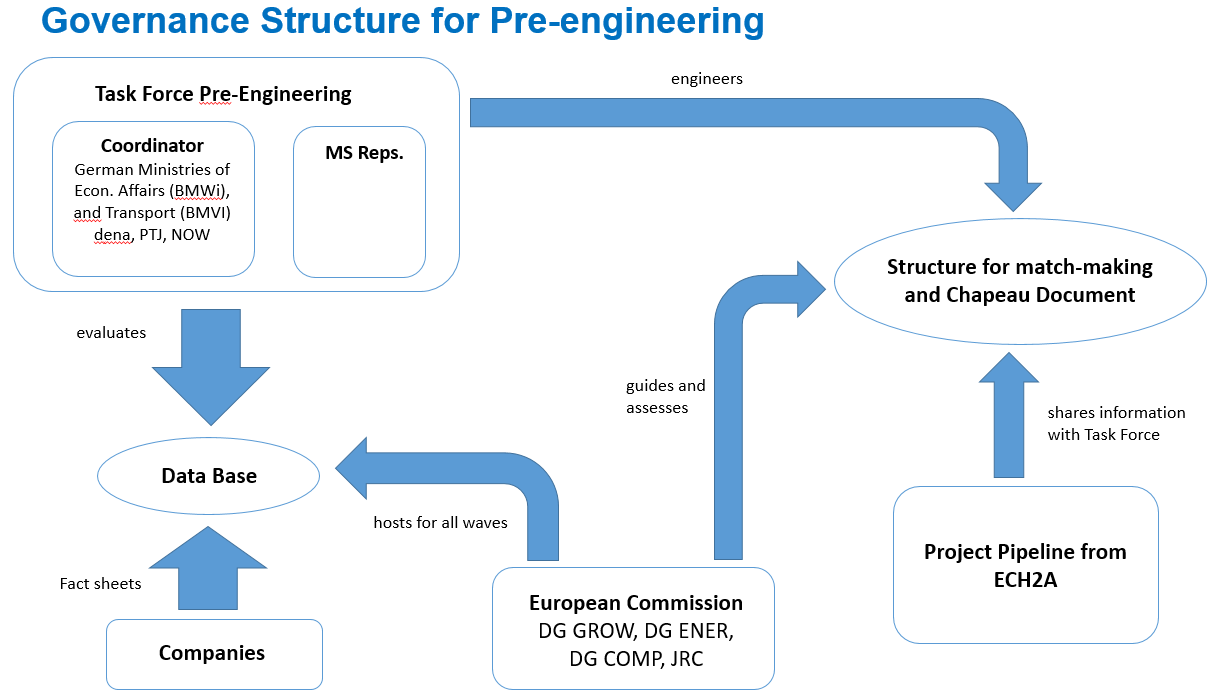 Governance Structure for Pre-engineering
Task Force Pre-Engineering
Coordinator
German Ministries of
Econ. Affairs (BMWi),
and Transport (BMVI)
dena, PTJ, NOW
MS Reps.
engineers
Structure for match-making
and Chapeau Document
evaluates
guides and
assesses
shares information
with Task Force
Data Base
hosts for all waves
Fact sheets
Companies
European Commission
DG GROW, DG ENER,
DG COMP, JRC
Project Pipeline from
ECH2A